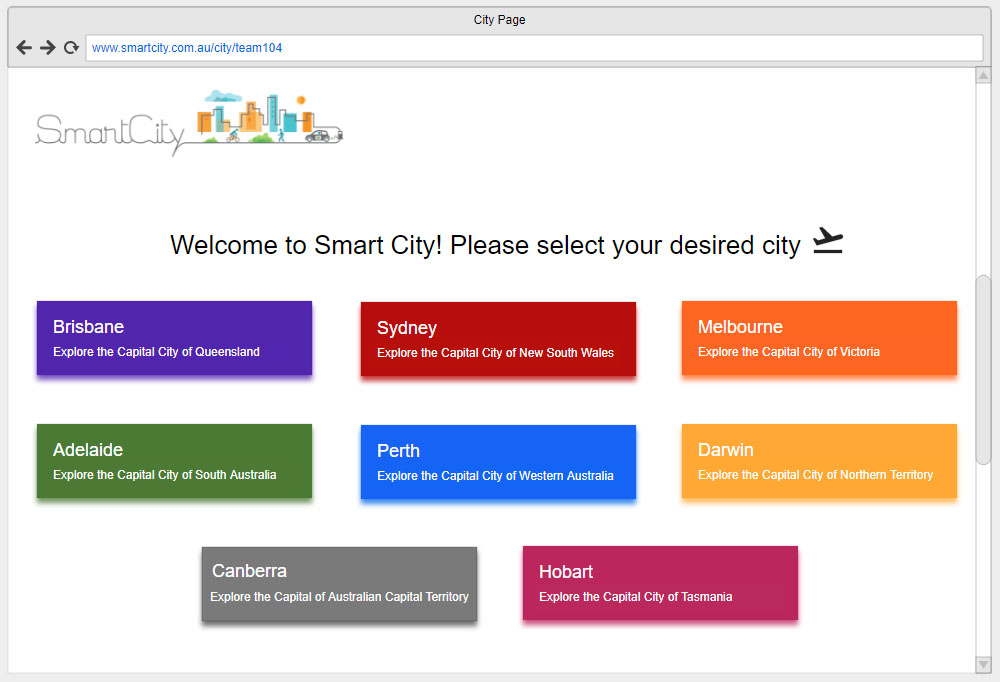 City Page
www.smartcity.com.au/city/team104
SmartCity
Welcome to Smart City! Please select your desired city
Brisbane
Explore the Capital City of Queensland
Sydney
Explore the Capital City of New South Wales
Melbourne
Explore the Capital City of Victoria
Adelaide
Explore the Capital City of South Australia
Perth
Explore the Capital City of Western Australia
Darwin
Explore the Capital City of Northern Territory
Canberra
Explore the Capital of Australian Capital Territory
Hobart
Explore the Capital City of Tasmania